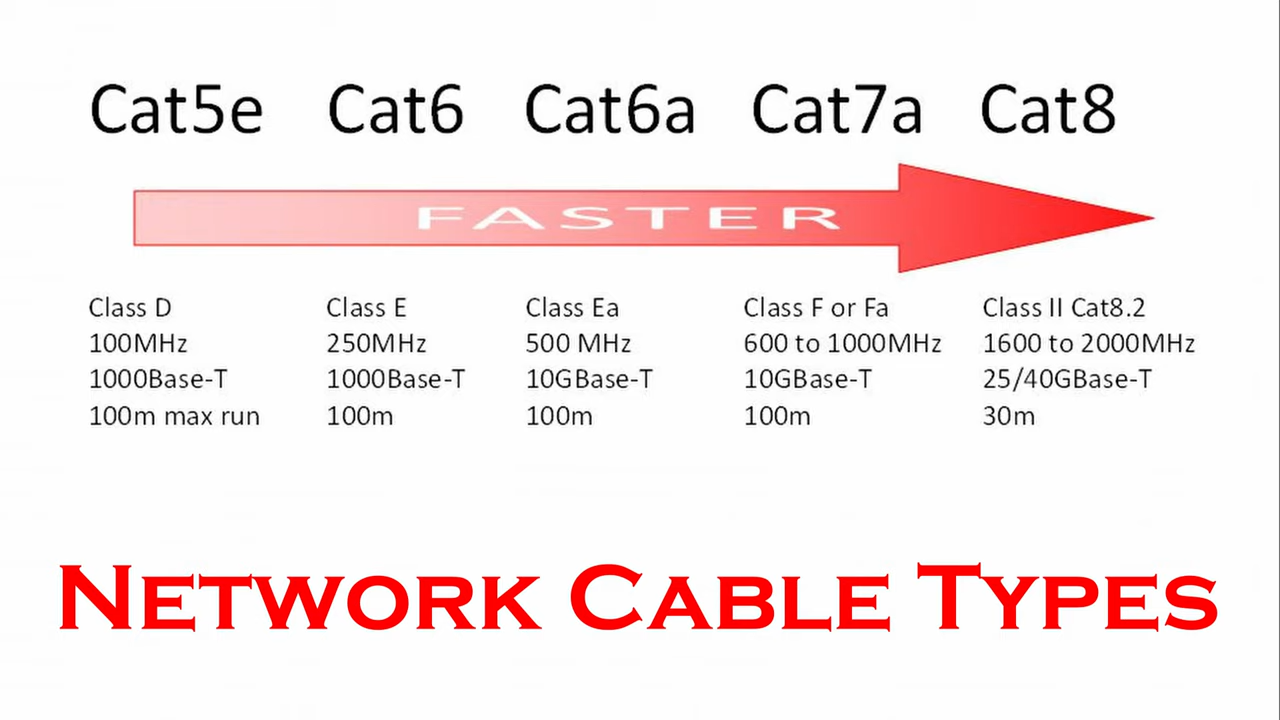 Cat5e Cat6 Cat6a Cat7a Cat8
FASTER
Class D Class E Class Ea Class F or Fa Class II Cat8.2
100MHz 250MHz 500 MHz 600 to 1000MHz 1600 to 2000MHz
1000Base-T 1000Base-T 10GBase-T 10GBase-T 25/40GBase-T
100m max run 100m 100m 100m 30m
NETWORK CABLE TYPES